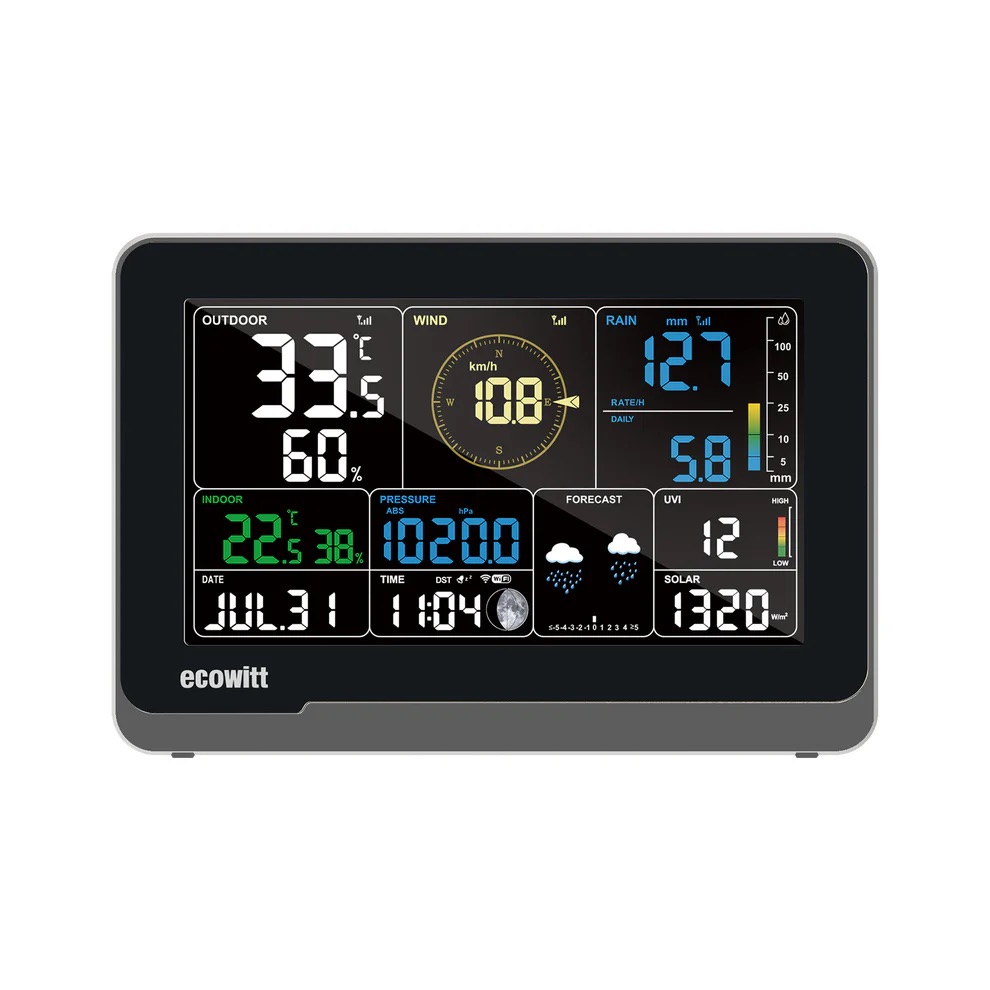 OUTDOOR
33.5 ℃
60%
WIND
N
km/h
W 10.8 E
S
RAIN mm
12.7
RATE/H
DAILY
5.8
100
50
25
10
5
mm
INDOOR
22.5 ℃ 38%
PRESSURE
ABS hPa
1020.0
FORECAST
≤-5-4-3-2-1 0 1 2 3 4 ≥5
UVI
HIGH
12
LOW
DATE
JUL.31
TIME DST zz WiFi
11:04
SOLAR
1320 W/m²
ecowitt